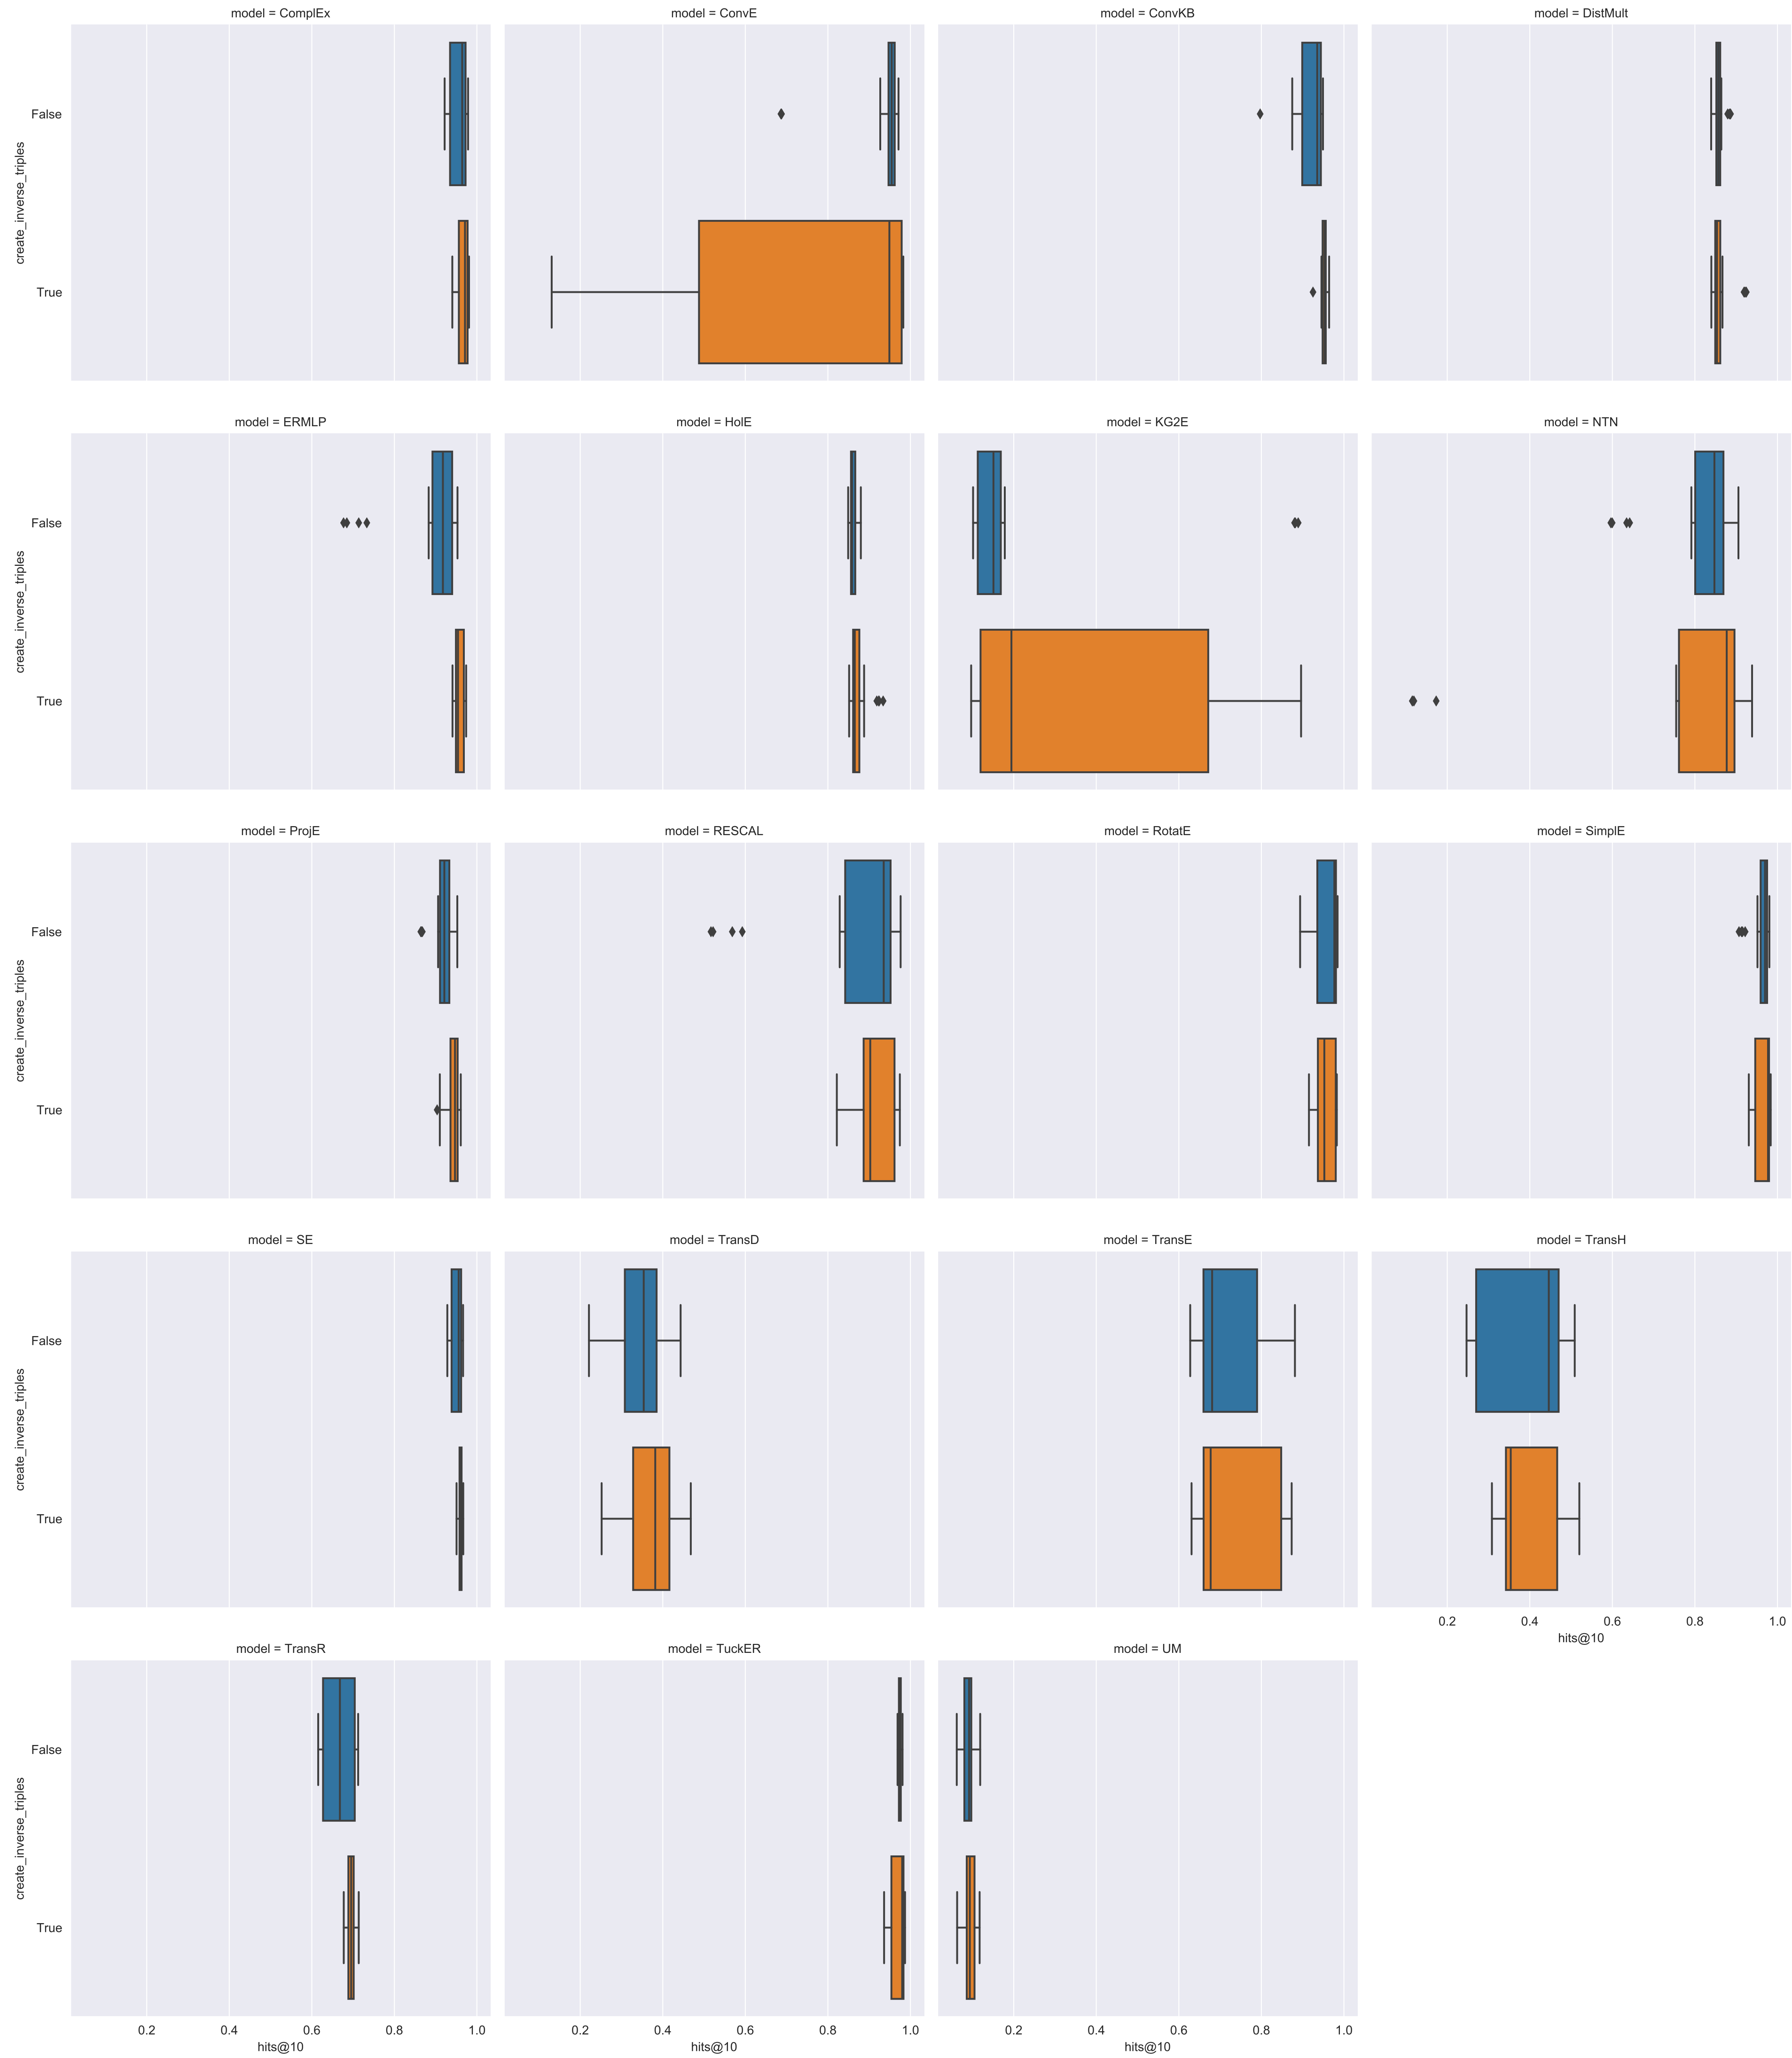 model = ComplEx
model = ConvE
model = ConvKB
model = DistMult
create_inverse_triples
False
True
model = ERMLP
model = HolE
model = KG2E
model = NTN
create_inverse_triples
False
True
model = ProjE
model = RESCAL
model = RotatE
model = SimplE
create_inverse_triples
False
True
model = SE
model = TransD
model = TransE
model = TransH
create_inverse_triples
False
True
0.2 0.4 0.6 0.8 1.0
hits@10
model = TransR
model = TuckER
model = UM
create_inverse_triples
False
True
0.2 0.4 0.6 0.8 1.0
hits@10
0.2 0.4 0.6 0.8 1.0
hits@10
0.2 0.4 0.6 0.8 1.0
hits@10